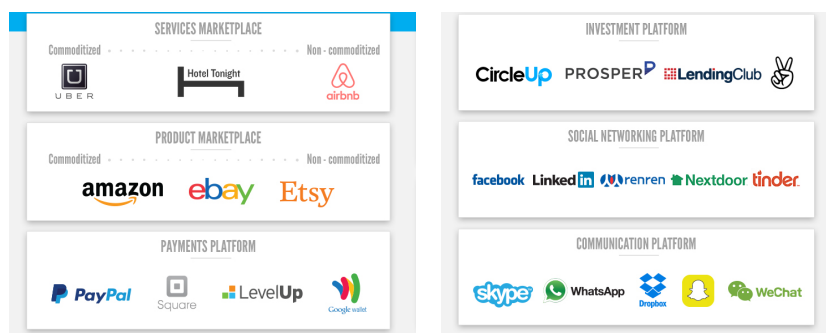 SERVICES MARKETPLACE
Commoditized Non - commoditized
UBER
Hotel Tonight
airbnb
PRODUCT MARKETPLACE
Commoditized Non - commoditized
amazon ebay Etsy
PAYMENTS PLATFORM
PayPal Square LevelUp Google wallet
INVESTMENT PLATFORM
CircleUp PROSPER LendingClub
SOCIAL NETWORKING PLATFORM
facebook Linked in renren Nextdoor tinder
COMMUNICATION PLATFORM
skype WhatsApp Dropbox WeChat